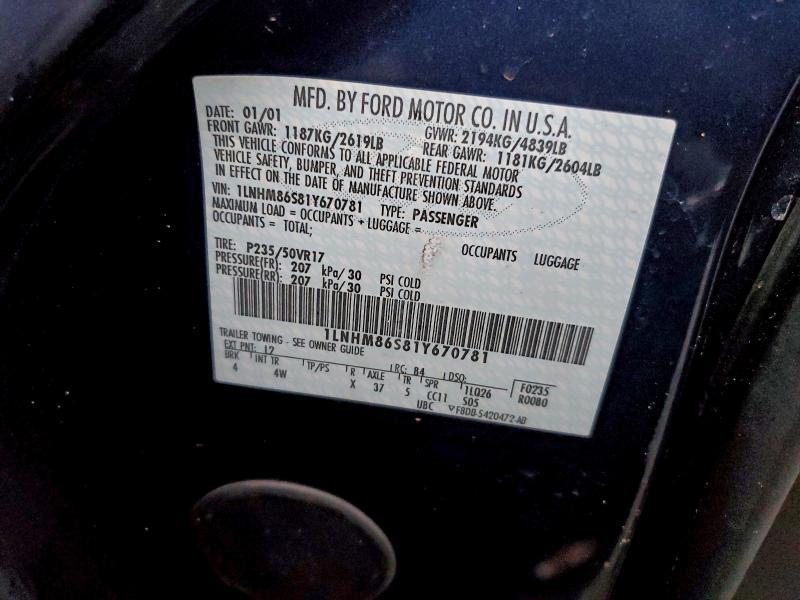 MFD. BY FORD MOTOR CO. IN U.S.A.
DATE: 01/01 GVWR: 2194KG/4839LB
FRONT GAWR: 1187KG/2619LB REAR GAWR: 1181KG/2604LB
THIS VEHICLE CONFORMS TO ALL APPLICABLE FEDERAL MOTOR
VEHICLE SAFETY, BUMPER, AND THEFT PREVENTION STANDARDS
IN EFFECT ON THE DATE OF MANUFACTURE SHOWN ABOVE.
VIN: 1LNHM86S81Y670781 TYPE: PASSENGER
MAXIMUM LOAD = OCCUPANTS + LUGGAGE =
OCCUPANTS = TOTAL; OCCUPANTS LUGGAGE
TIRE: P235/50VR17
PRESSURE(FR): 207 kPa/30 PSI COLD
PRESSURE(RR): 207 kPa/30 PSI COLD
1LNHM86S81Y670781
TRAILER TOWING - SEE OWNER GUIDE
EXT PNT: 12 RC: B4 DSO:
BRK INT TR TP/PS R AXLE TR SPR 1LQ26 F0235
4 4W X 37 5 CC11 S05 R0080
UBC ▽F8DB-5420472-AB